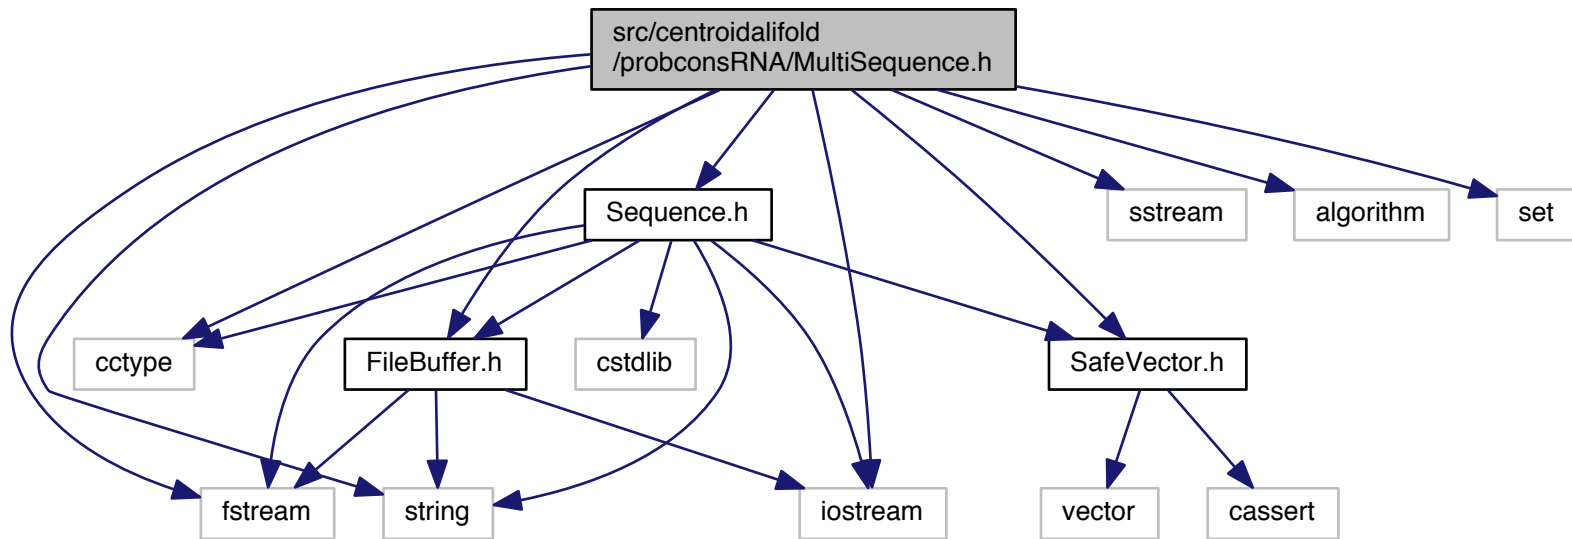 src/centroidalifold
/probconsRNA/MultiSequence.h
Sequence.h
sstream
algorithm
set
cctype
FileBuffer.h
cstdlib
SafeVector.h
fstream
string
iostream
vector
cassert